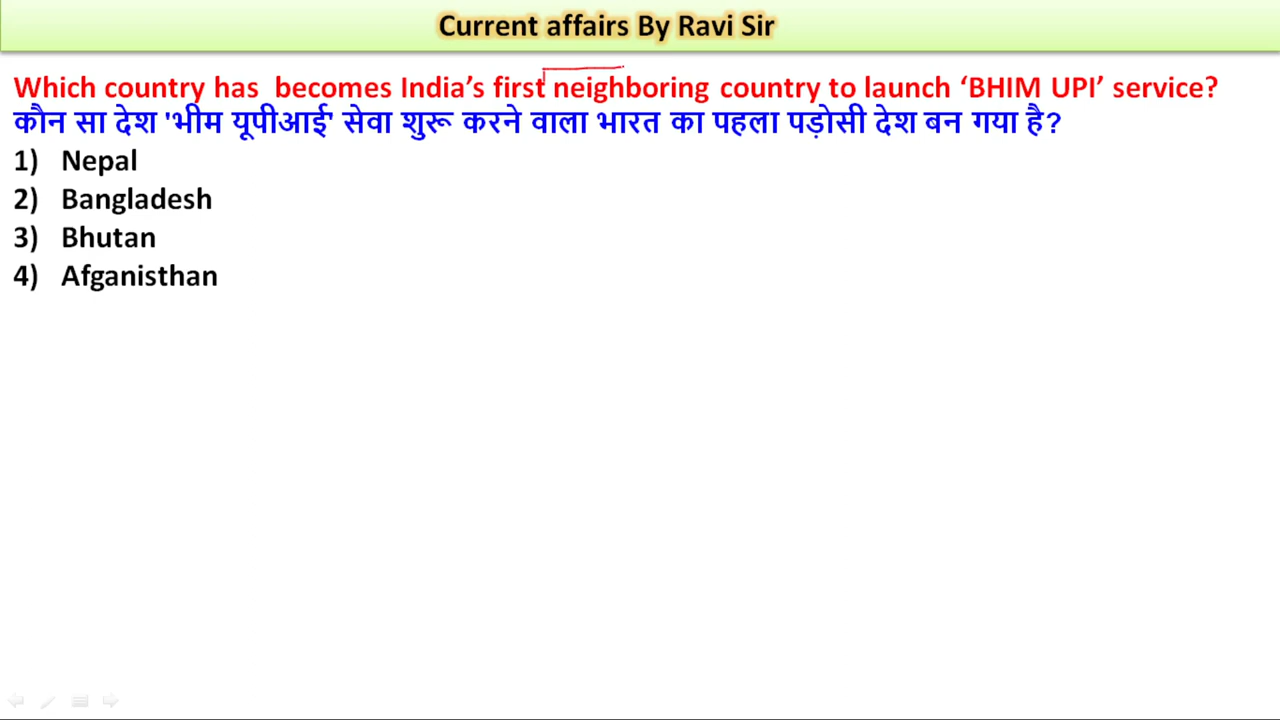 Current affairs By Ravi Sir
Which country has becomes India’s first neighboring country to launch ‘BHIM UPI’ service?
कौन सा देश 'भीम यूपीआई' सेवा शुरू करने वाला भारत का पहला पड़ोसी देश बन गया है?
1) Nepal
2) Bangladesh
3) Bhutan
4) Afganisthan